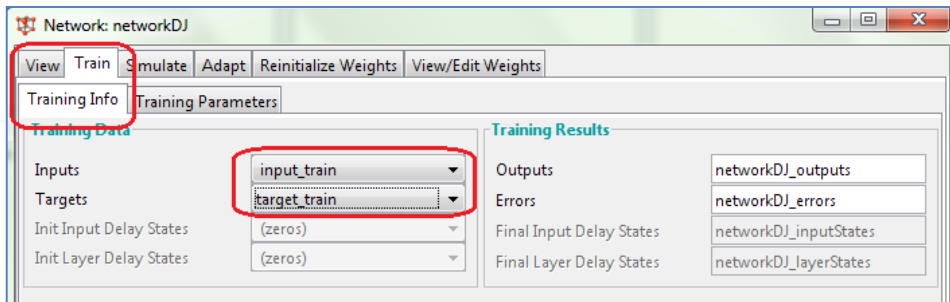 Network: networkDJ
View Train Simulate Adapt Reinitialize Weights View/Edit Weights
Training Info Training Parameters
Training Data
Inputs input_train
Targets target_train
Init Input Delay States (zeros)
Init Layer Delay States (zeros)
Training Results
Outputs networkDJ_outputs
Errors networkDJ_errors
Final Input Delay States networkDJ_inputStates
Final Layer Delay States networkDJ_layerStates